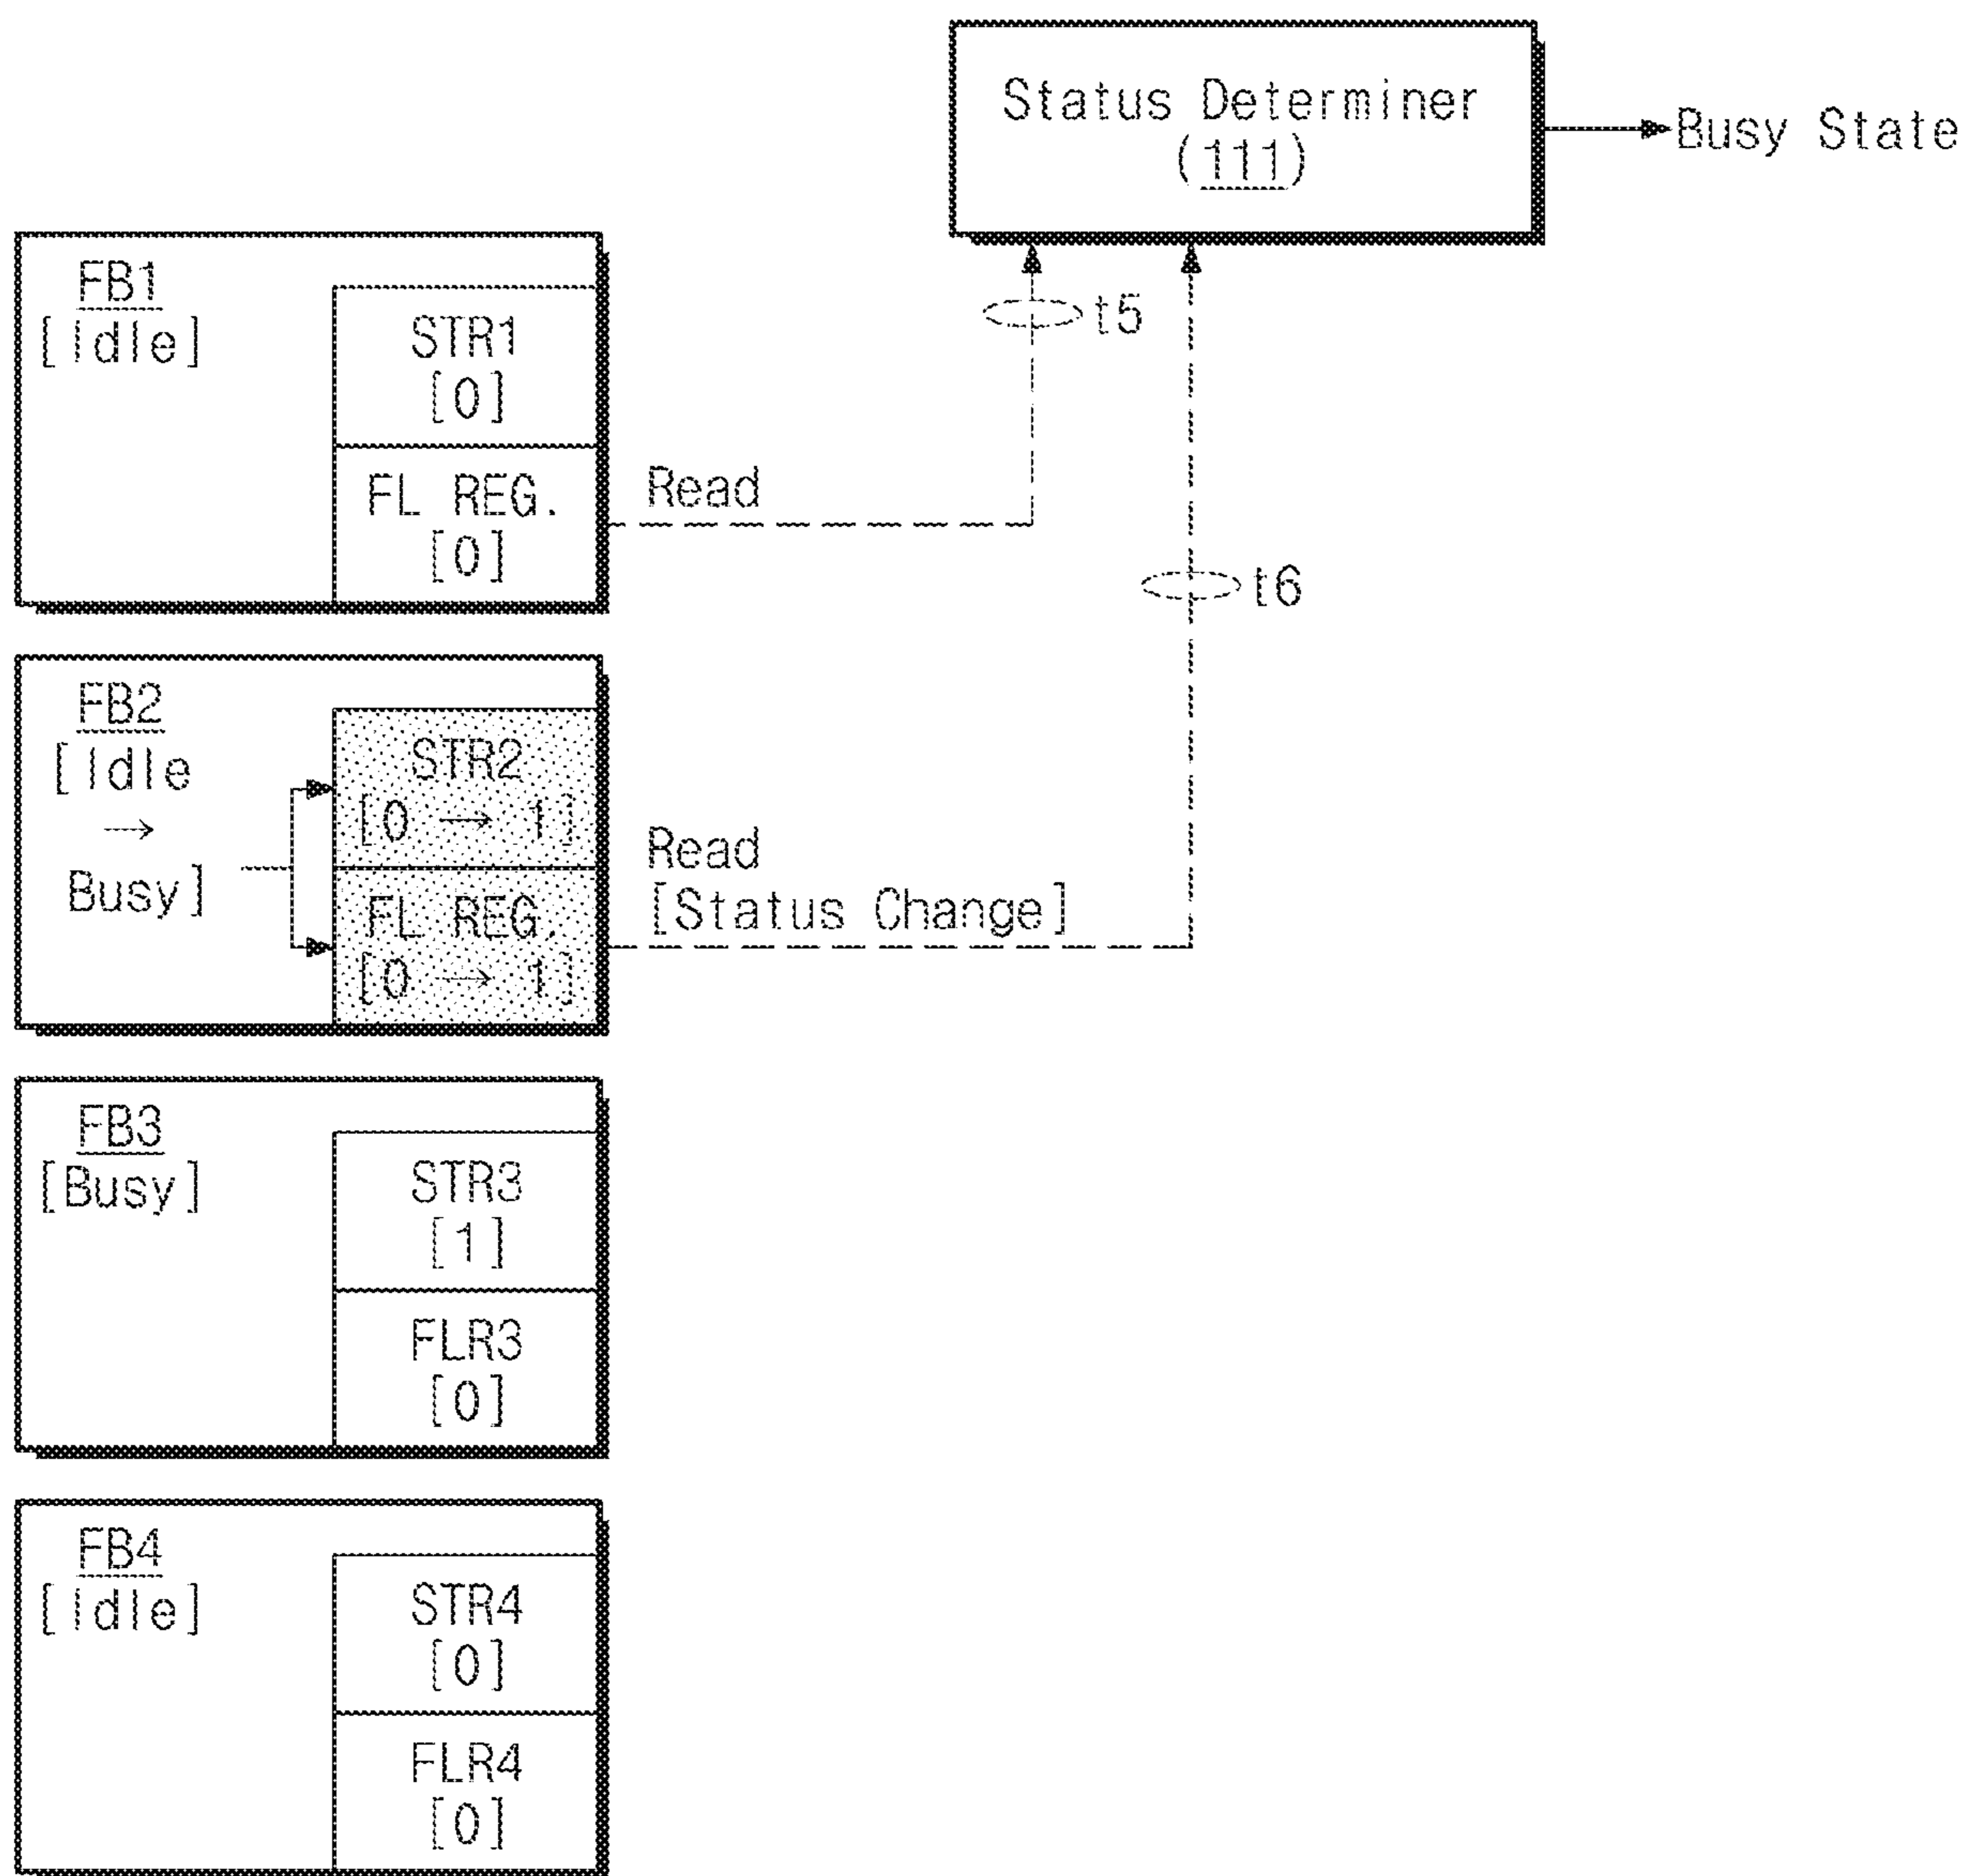 Status Determiner
(111)
Busy State
FB1
[Idle]
STR1
[0]
FL REG.
[0]
Read
t5
t6
FB2
[Idle
→
Busy]
STR2
[0 → 1]
FL REG.
[0 → 1]
Read
[Status Change]
FB3
[Busy]
STR3
[1]
FLR3
[0]
FB4
[Idle]
STR4
[0]
FLR4
[0]